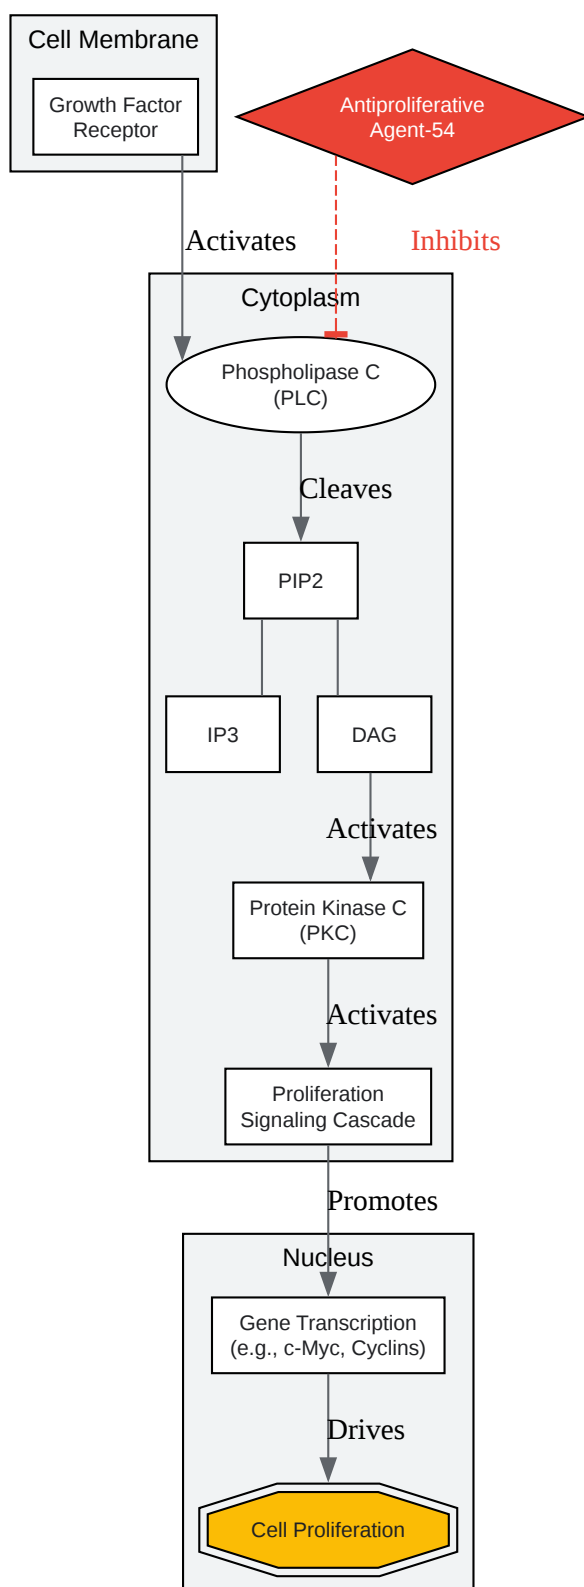 Cell Membrane
Growth Factor
Receptor
Antiproliferative
Agent-54
Activates
Inhibits
Cytoplasm
Phospholipase C
(PLC)
Cleaves
PIP2
IP3
DAG
Activates
Protein Kinase C
(PKC)
Activates
Proliferation
Signaling Cascade
Promotes
Nucleus
Gene Transcription
(e.g., c-Myc, Cyclins)
Drives
Cell Proliferation